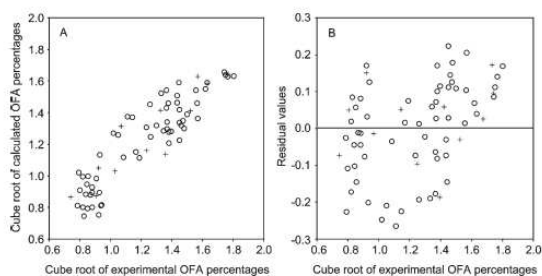 A
Cube root of calculated OFA percentages
2.0
1.8
1.6
1.4
1.2
1.0
0.8
0.6
0.6 0.8 1.0 1.2 1.4 1.6 1.8 2.0
Cube root of experimental OFA percentages
B
Residual values
0.3
0.2
0.1
0.0
-0.1
-0.2
-0.3
0.6 0.8 1.0 1.2 1.4 1.6 1.8 2.0
Cube root of experimental OFA percentages